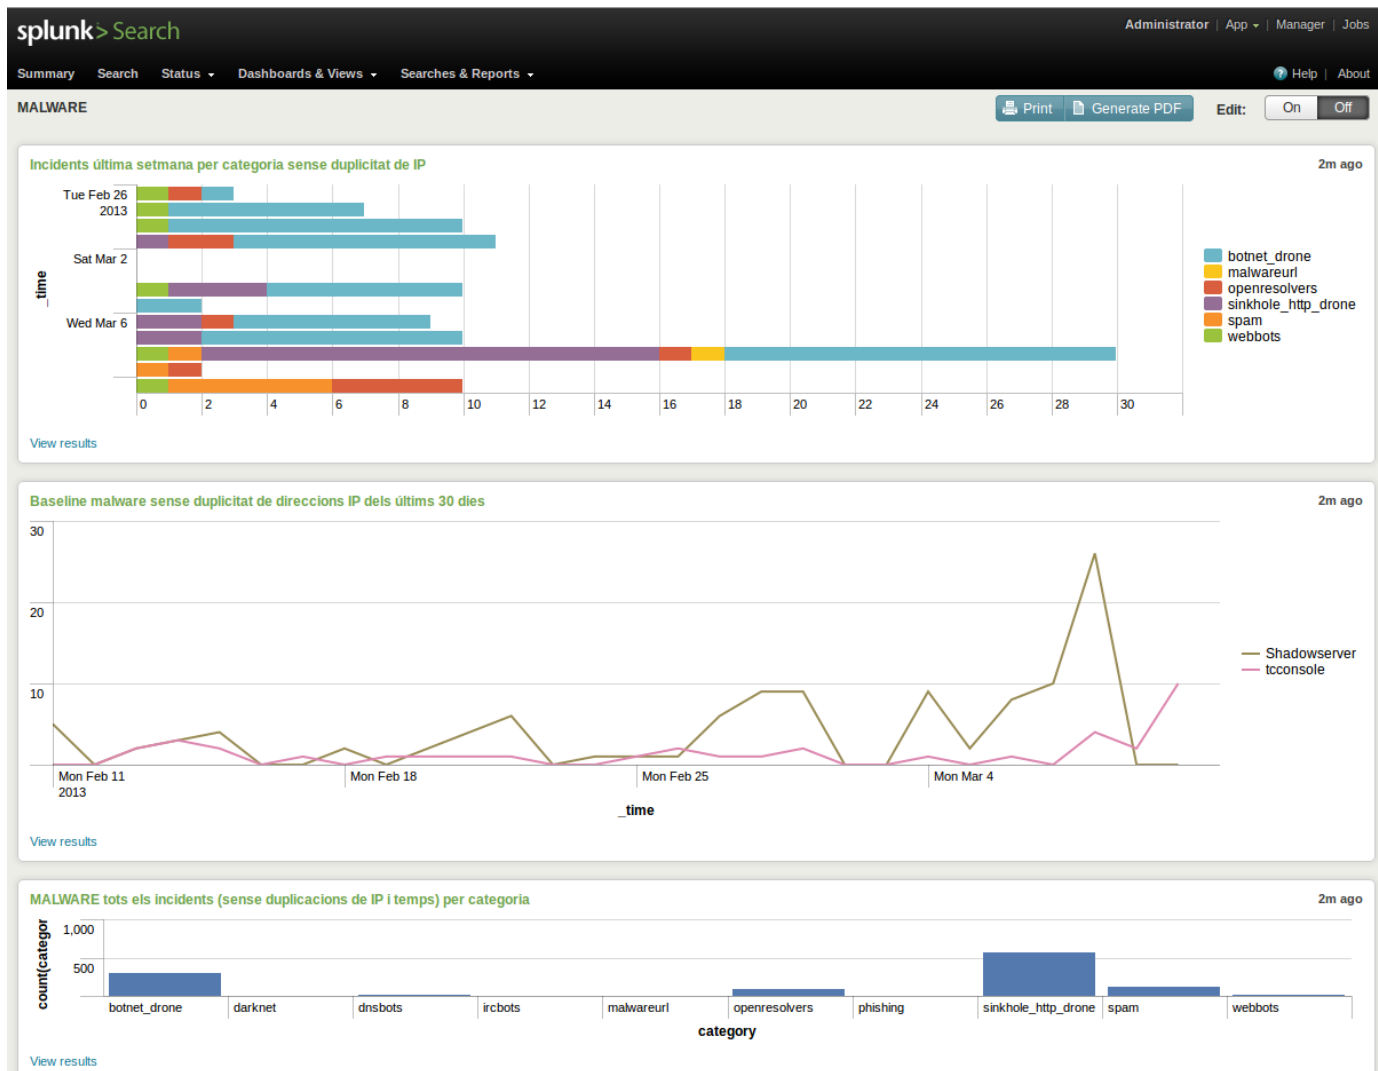 splunk> Search
Administrator | App | Manager | Jobs
Summary Search Status Dashboards & Views Searches & Reports
? Help | About
MALWARE
Print Generate PDF Edit: On Off
Incidents última setmana per categoria sense duplicitat de IP
2m ago
_time
Tue Feb 26
2013
Sat Mar 2
Wed Mar 6
0 2 4 6 8 10 12 14 16 18 20 22 24 26 28 30
botnet_drone
malwareurl
openresolvers
sinkhole_http_drone
spam
webbots
View results
Baseline malware sense duplicitat de direccions IP dels últims 30 dies
2m ago
30
20
10
Mon Feb 11 Mon Feb 18 Mon Feb 25 Mon Mar 4
2013
_time
Shadowserver
tcconsole
View results
MALWARE tots els incidents (sense duplicacions de IP i temps) per categoria
2m ago
count(categor
1,000
500
botnet_drone darknet dnsbots ircbots malwareurl openresolvers phishing sinkhole_http_drone spam webbots
category
View results